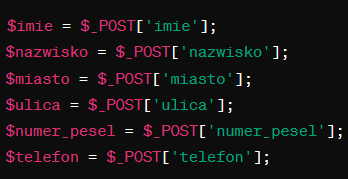 $imie = $_POST['imie'];
$nazwisko = $_POST['nazwisko'];
$miasto = $_POST['miasto'];
$ulica = $_POST['ulica'];
$numer_pesel = $_POST['numer_pesel'];
$telefon = $_POST['telefon'];